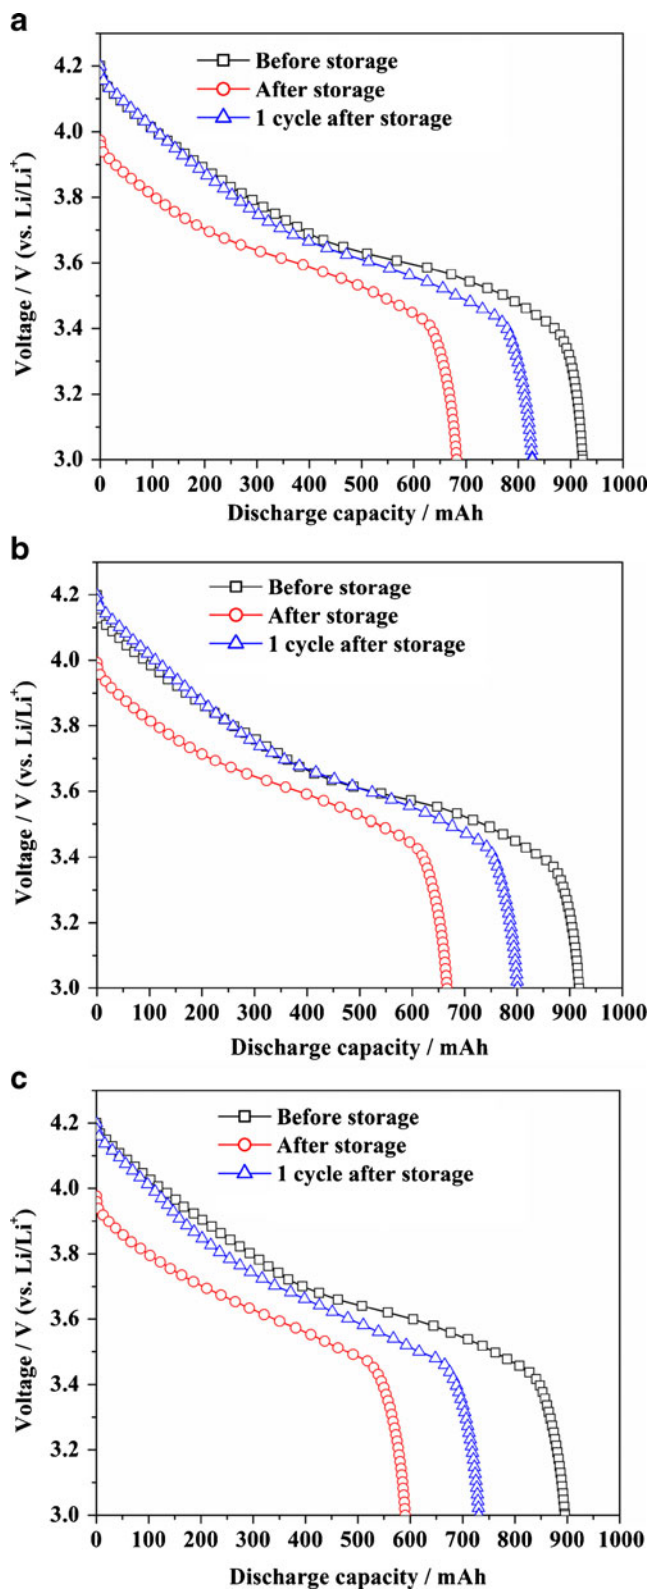 a
Before storage
After storage
1 cycle after storage
4.2
4.0
3.8
3.6
3.4
3.2
3.0
Voltage / V (vs. Li/Li⁺)
0 100 200 300 400 500 600 700 800 900 1000
Discharge capacity / mAh
b
Before storage
After storage
1 cycle after storage
4.2
4.0
3.8
3.6
3.4
3.2
3.0
Voltage / V (vs. Li/Li⁺)
0 100 200 300 400 500 600 700 800 900 1000
Discharge capacity / mAh
c
Before storage
After storage
1 cycle after storage
4.2
4.0
3.8
3.6
3.4
3.2
3.0
Voltage / V (vs. Li/Li⁺)
0 100 200 300 400 500 600 700 800 900 1000
Discharge capacity / mAh